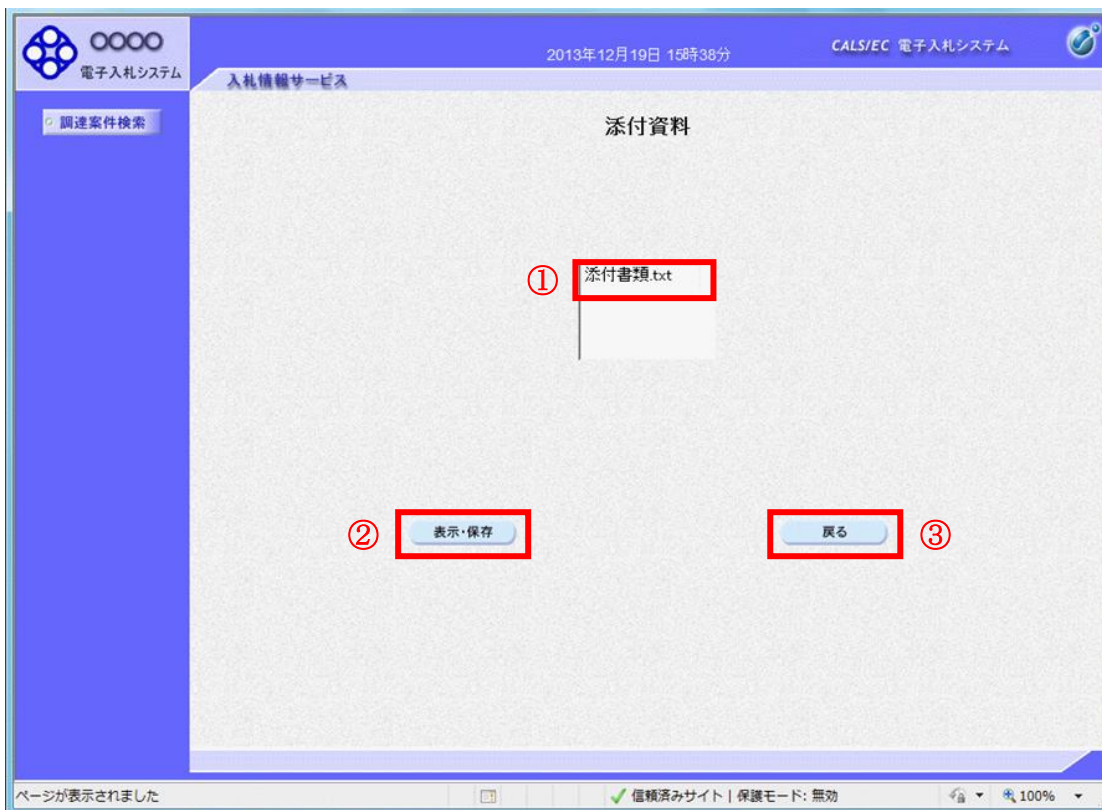 ○○○○
電子入札システム
2013年12月19日 15時38分
CALS/EC 電子入札システム
入札情報サービス
調達案件検索
添付資料
①
添付書類.txt
②
表示・保存
戻る
③
ページが表示されました
信頼済みサイト | 保護モード: 無効
100%